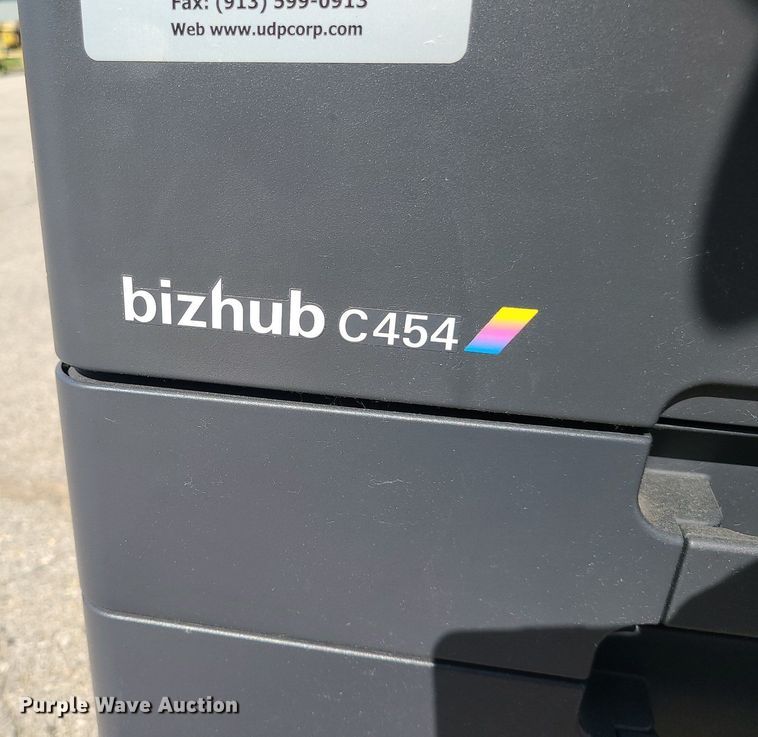 Fax: (913) 599-0913
Web www.udpcorp.com
bizhub C454
Purple Wave Auction